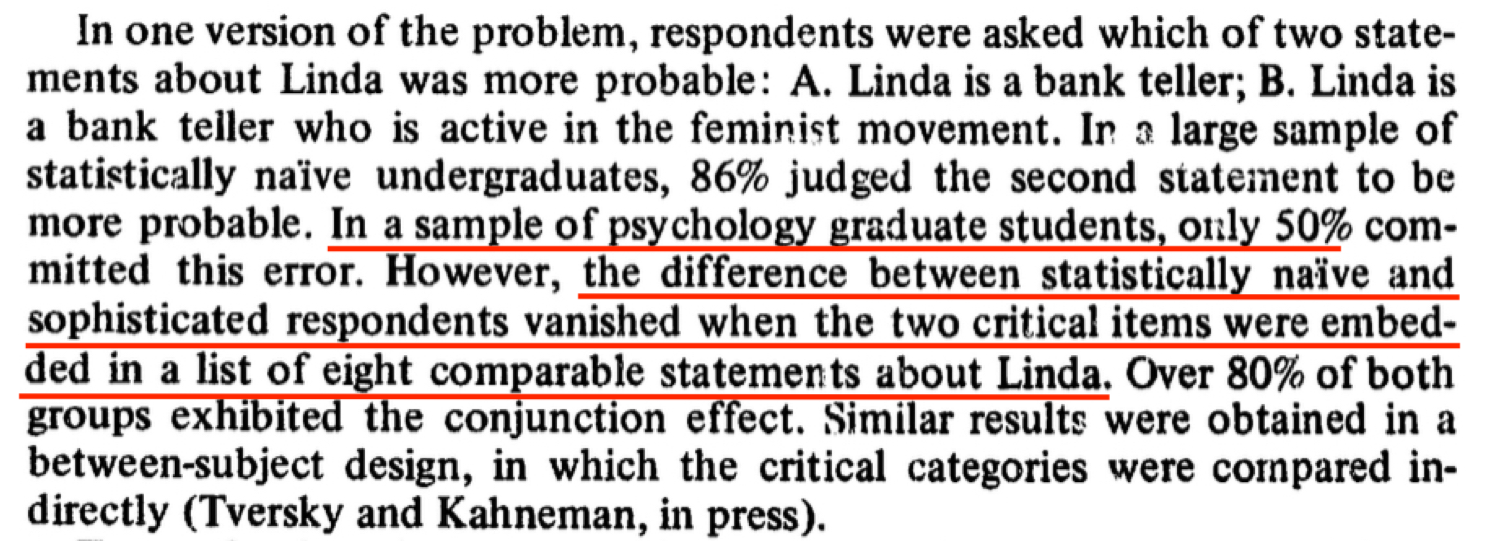 In one version of the problem, respondents were asked which of two state-
ments about Linda was more probable: A. Linda is a bank teller; B. Linda is
a bank teller who is active in the feminist movement. In a large sample of
statistically naïve undergraduates, 86% judged the second statement to be
more probable. In a sample of psychology graduate students, only 50% com-
mitted this error. However, the difference between statistically naïve and
sophisticated respondents vanished when the two critical items were embed-
ded in a list of eight comparable statements about Linda. Over 80% of both
groups exhibited the conjunction effect. Similar results were obtained in a
between-subject design, in which the critical categories were compared in-
directly (Tversky and Kahneman, in press).